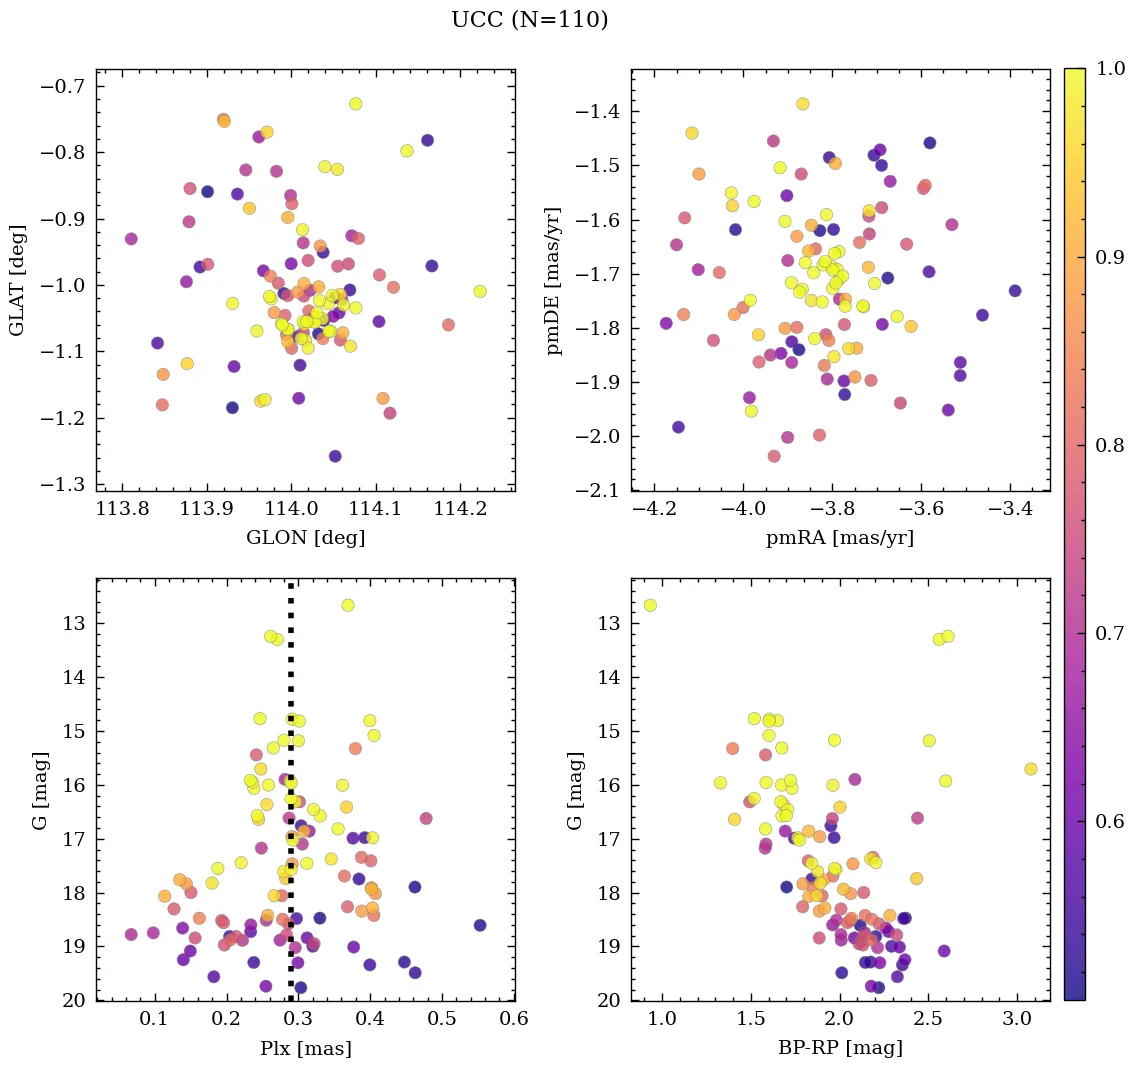 UCC (N=110)
−0.7
−0.8
−0.9
−1.0
−1.1
−1.2
−1.3
GLAT [deg]
113.8 113.9 114.0 114.1 114.2
GLON [deg]
−1.4
−1.5
−1.6
−1.7
−1.8
−1.9
−2.0
−2.1
pmDE [mas/yr]
−4.2 −4.0 −3.8 −3.6 −3.4
pmRA [mas/yr]
13
14
15
16
17
18
19
20
G [mag]
0.1 0.2 0.3 0.4 0.5 0.6
Plx [mas]
13
14
15
16
17
18
19
20
G [mag]
1.0 1.5 2.0 2.5 3.0
BP-RP [mag]
1.0
0.9
0.8
0.7
0.6